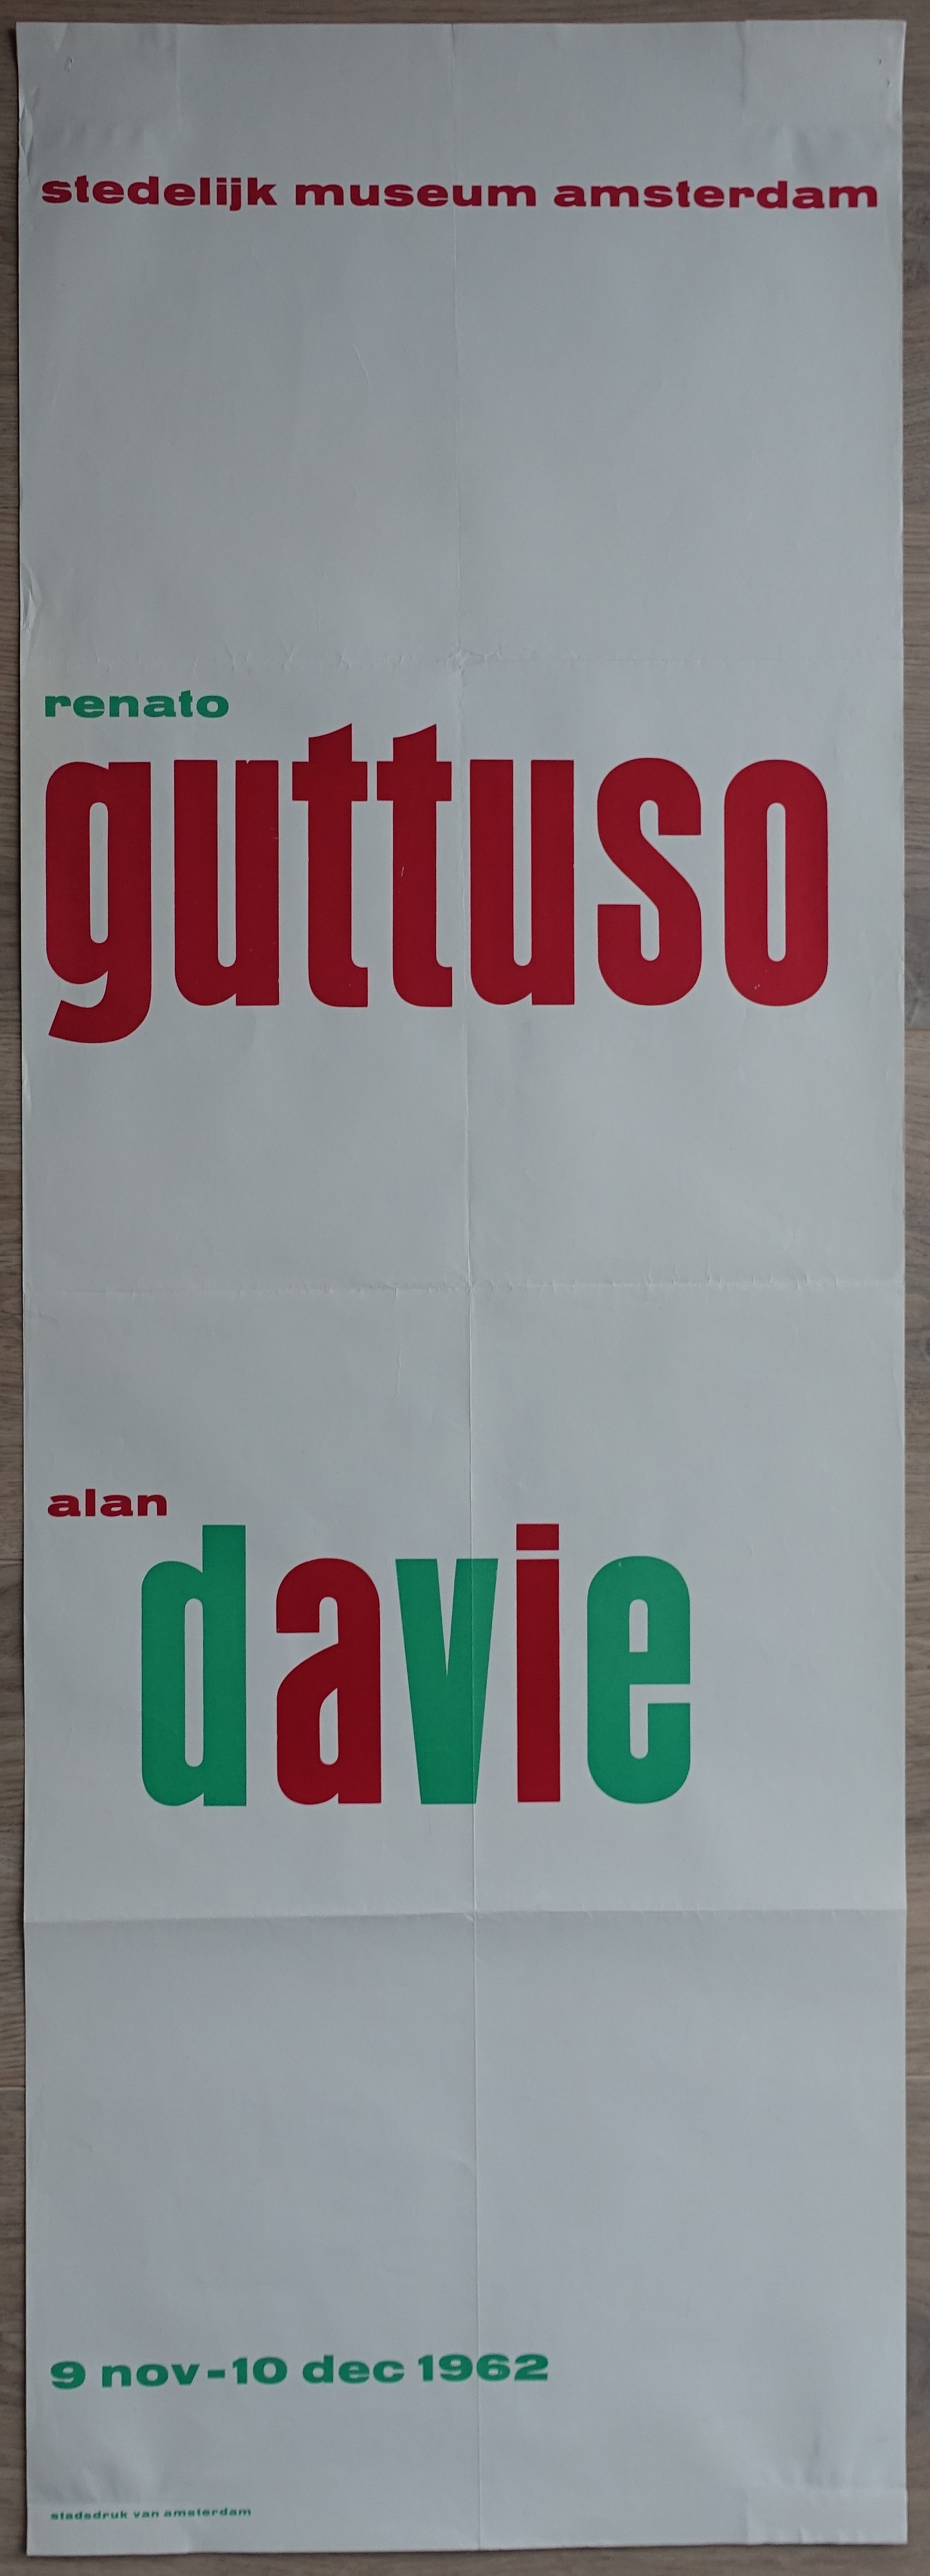 stedelijk museum amsterdam
renato
guttuso
alan
davie
9 nov-10 dec 1962
stadsdruk van amsterdam